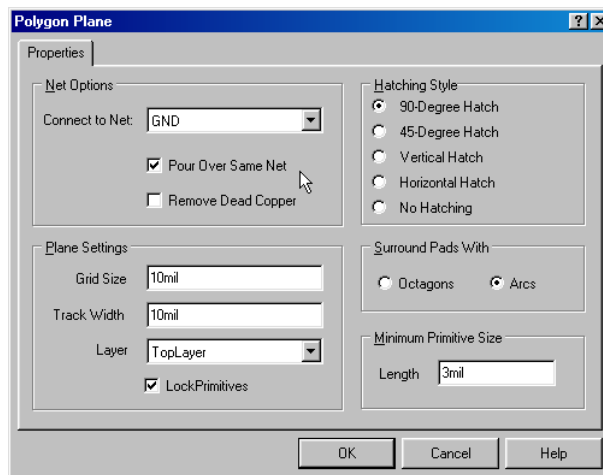 Polygon Plane
Properties
Net Options
Connect to Net: GND
Pour Over Same Net
Remove Dead Copper
Hatching Style
90-Degree Hatch
45-Degree Hatch
Vertical Hatch
Horizontal Hatch
No Hatching
Plane Settings
Grid Size 10mil
Track Width 10mil
Layer TopLayer
LockPrimitives
Surround Pads With
Octagons Arcs
Minimum Primitive Size
Length 3mil
OK Cancel Help